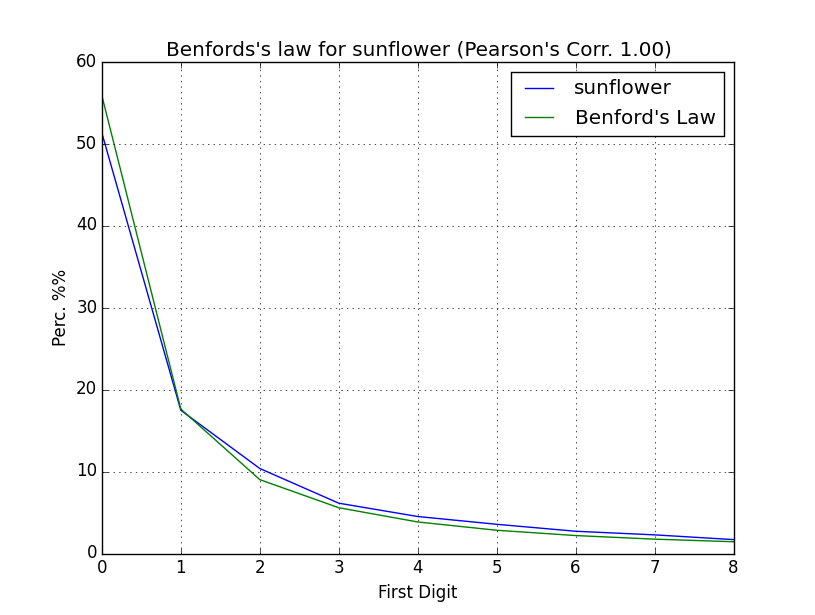 Benfords's law for sunflower (Pearson's Corr. 1.00)
sunflower
Benford's Law
60
50
40
30
20
10
0
Perc. %%
0 1 2 3 4 5 6 7 8
First Digit